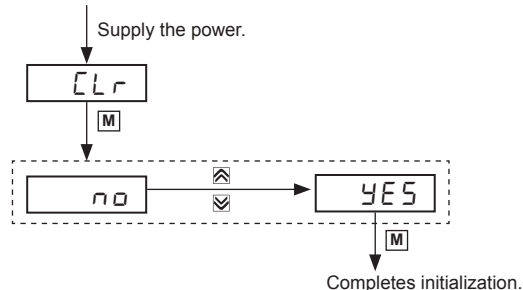 Supply the power.
CLr
M
no
YES
M
Completes initialization.